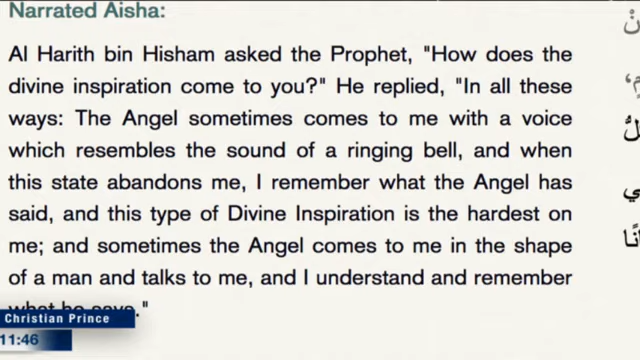 Narrated Aisha:
Al Harith bin Hisham asked the Prophet, "How does the
divine inspiration come to you?" He replied, "In all these
ways: The Angel sometimes comes to me with a voice
which resembles the sound of a ringing bell, and when
this state abandons me, I remember what the Angel has
said, and this type of Divine Inspiration is the hardest on
me; and sometimes the Angel comes to me in the shape
of a man and talks to me, and I understand and remember
what he says."
Christian Prince
11:46